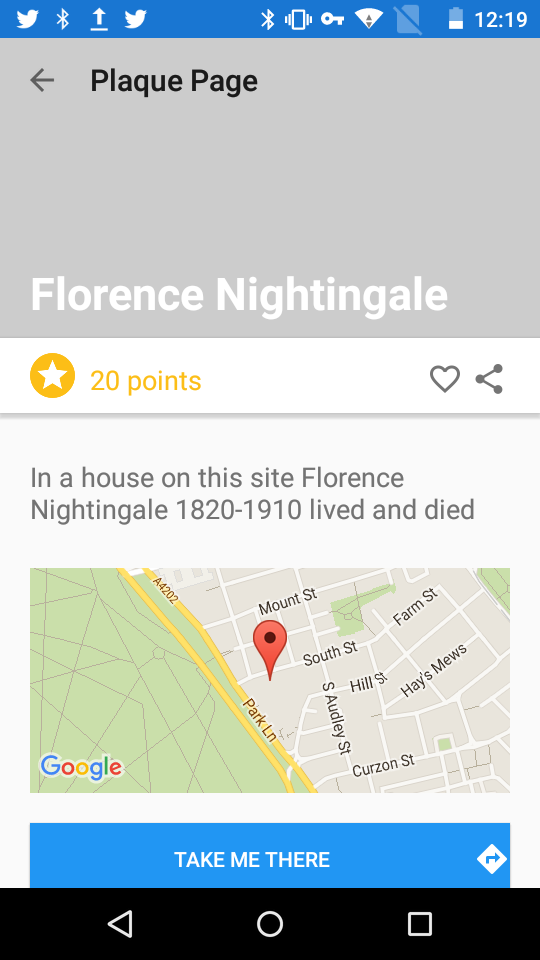 12:19
Plaque Page
Florence Nightingale
20 points
In a house on this site Florence
Nightingale 1820-1910 lived and died
A4202
Mount St
Farm St
South St
Hill St
Hay's Mews
S Audley St
Park Ln
Curzon St
Google
TAKE ME THERE